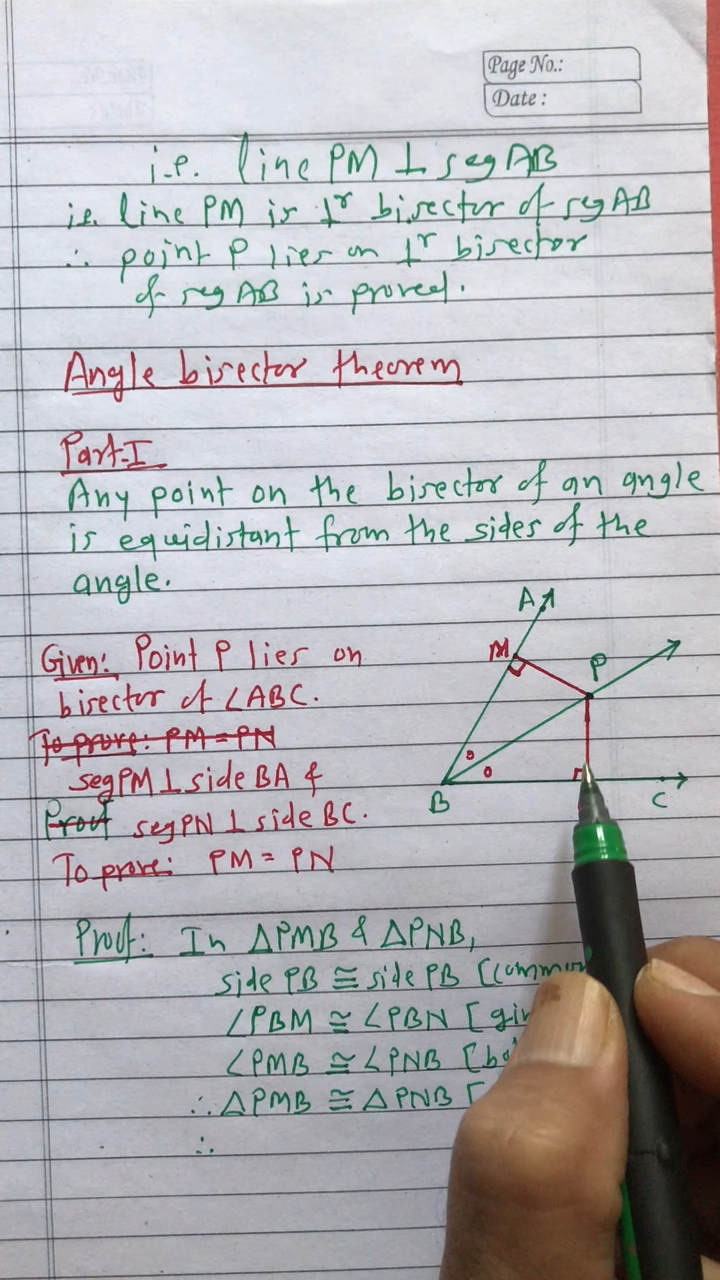 Page No.:
Date :
i.e. line PM ⊥ seg AB
i.e. line PM is ⊥r bisector of seg AB
∴ point P lies on ⊥r bisector
of seg AB is proved.
Angle bisector theorem
Part-I
Any point on the bisector of an angle
is equidistant from the sides of the
angle.
Given: Point P lies on
bisector of ∠ABC.
To prove: PM = PN
seg PM ⊥ side BA &
Proof seg PN ⊥ side BC.
To prove: PM = PN
A
M
P
B
C
Proof: In △PMB & △PNB,
side PB ≅ side PB [common
∠PBM ≅ ∠PBN [
∠PMB ≅ ∠PNB [
∴ △PMB ≅ △PNB [
∴